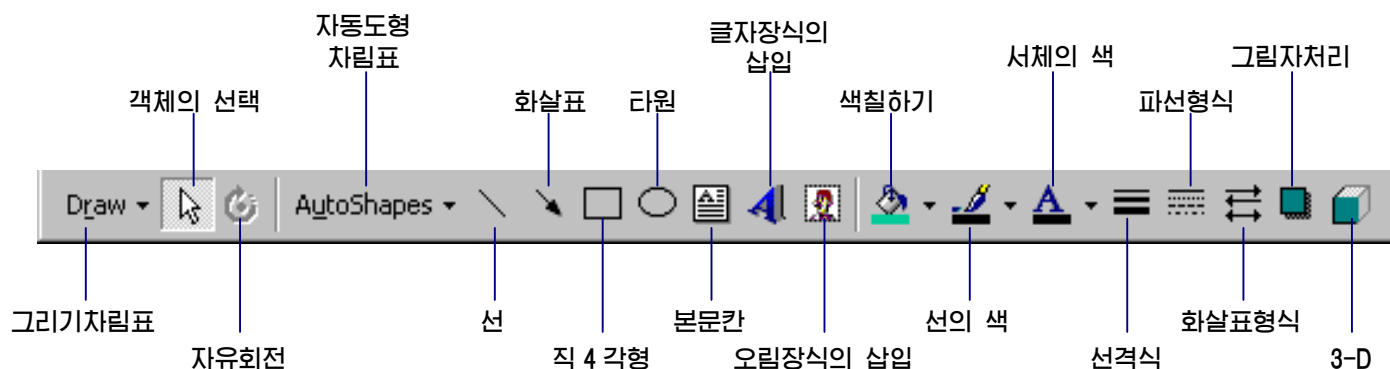 자동도형
차림표
글자장식의
삽입
서체의 색
그림자처리
객체의 선택
화살표
타원
색칠하기
파선형식
Draw
AutoShapes
그리기차림표
선
본문칸
선의 색
화살표형식
자유회전
직 4 각형
오림장식의 삽입
선격식
3-D